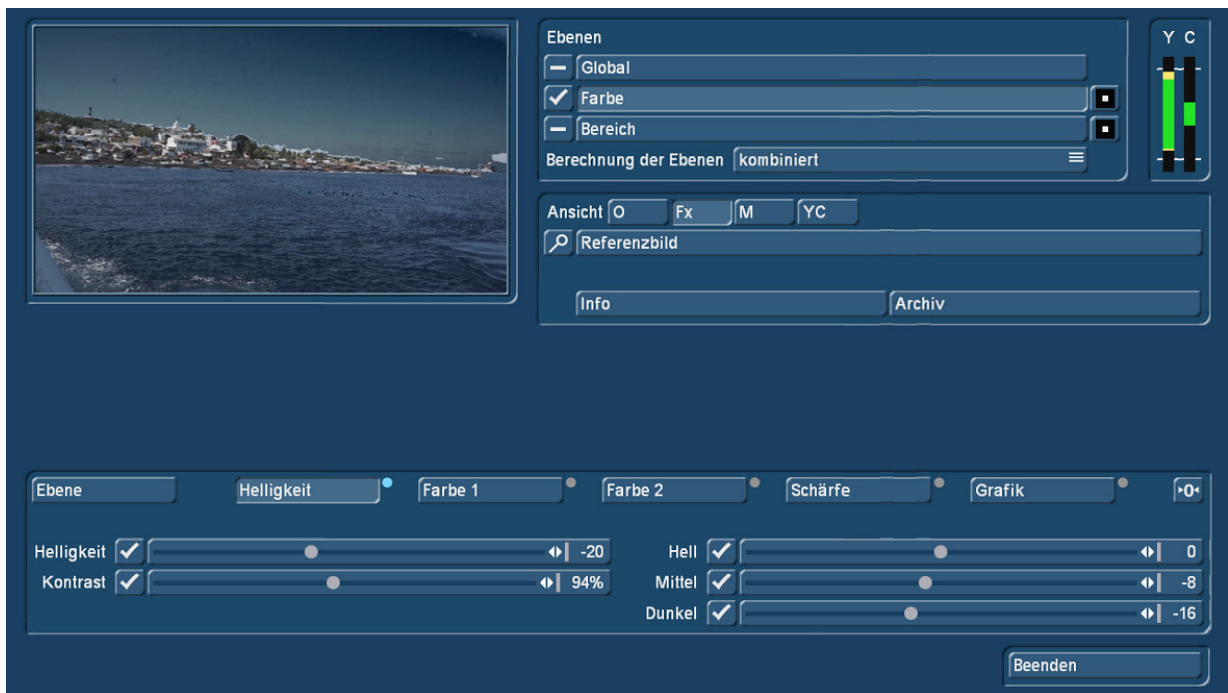 Ebenen
Global
Farbe
Bereich
Berechnung der Ebenen kombiniert
Y C
Ansicht O Fx M YC
Referenzbild
Info Archiv
Ebene Helligkeit Farbe 1 Farbe 2 Schärfe Grafik 0
Helligkeit -20 Hell 0
Kontrast 94% Mittel -8
Dunkel -16
Beenden